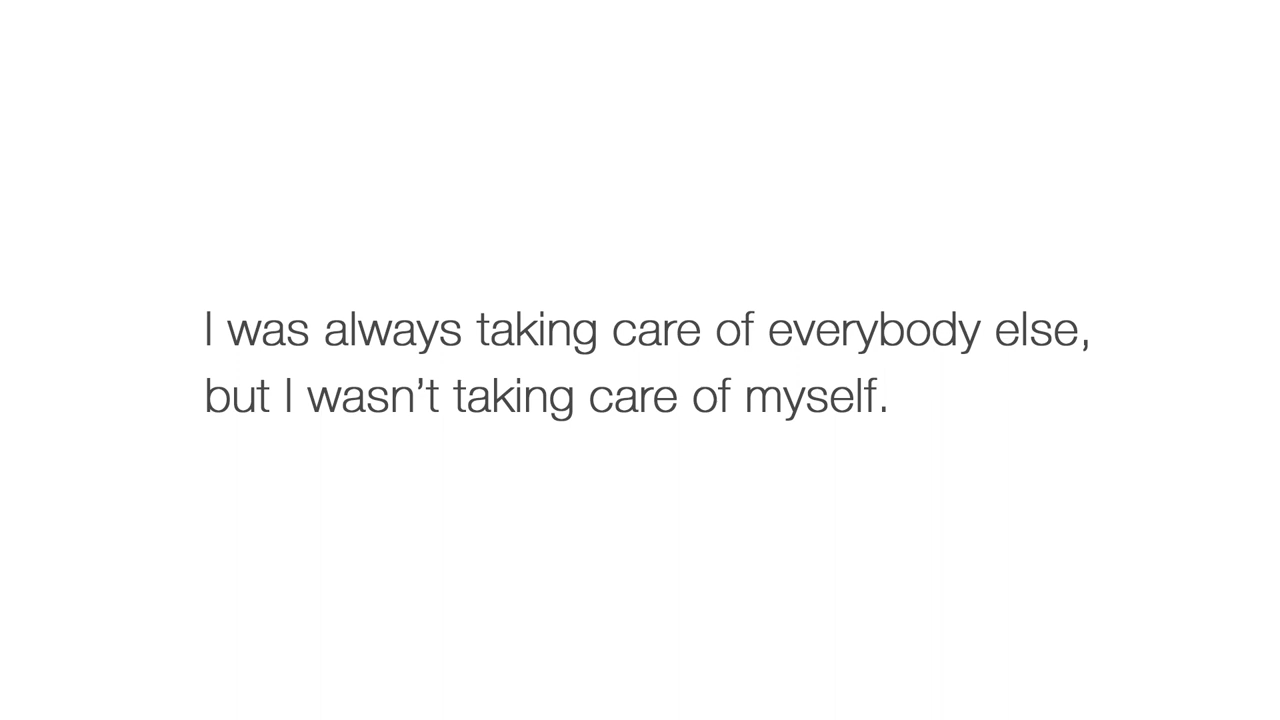 I was always taking care of everybody else,
but I wasn’t taking care of myself.